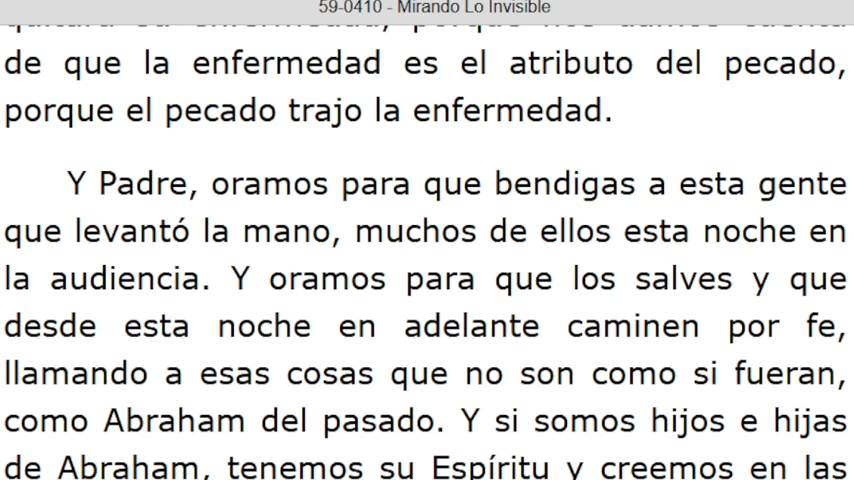 59-0410 - Mirando Lo Invisible
de que la enfermedad es el atributo del pecado,
porque el pecado trajo la enfermedad.
Y Padre, oramos para que bendigas a esta gente
que levantó la mano, muchos de ellos esta noche en
la audiencia. Y oramos para que los salves y que
desde esta noche en adelante caminen por fe,
llamando a esas cosas que no son como si fueran,
como Abraham del pasado. Y si somos hijos e hijas
de Abraham, tenemos su Espíritu y creemos en las